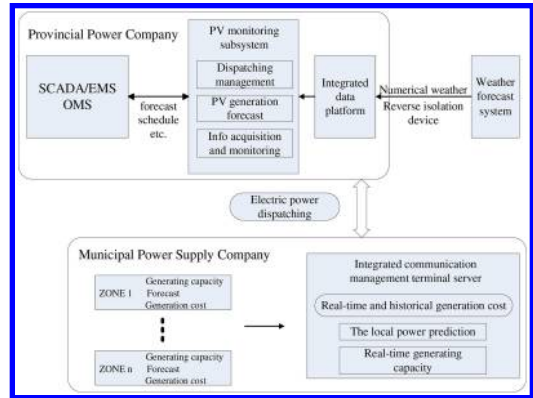 Provincial Power Company
PV monitoring
subsystem
SCADA/EMS
OMS
forecast
schedule
etc.
Dispatching
management
PV generation
forecast
Info acquisition
and monitoring
Integrated
data
platform
Numerical weather
Reverse isolation
device
Weather
forecast
system
Electric power
dispatching
Municipal Power Supply Company
ZONE 1
Generating capacity
Forecast
Generation cost
ZONE n
Generating capacity
Forecast
Generation cost
Integrated communication
management terminal server
Real-time and historical generation cost
The local power prediction
Real-time generating
capacity